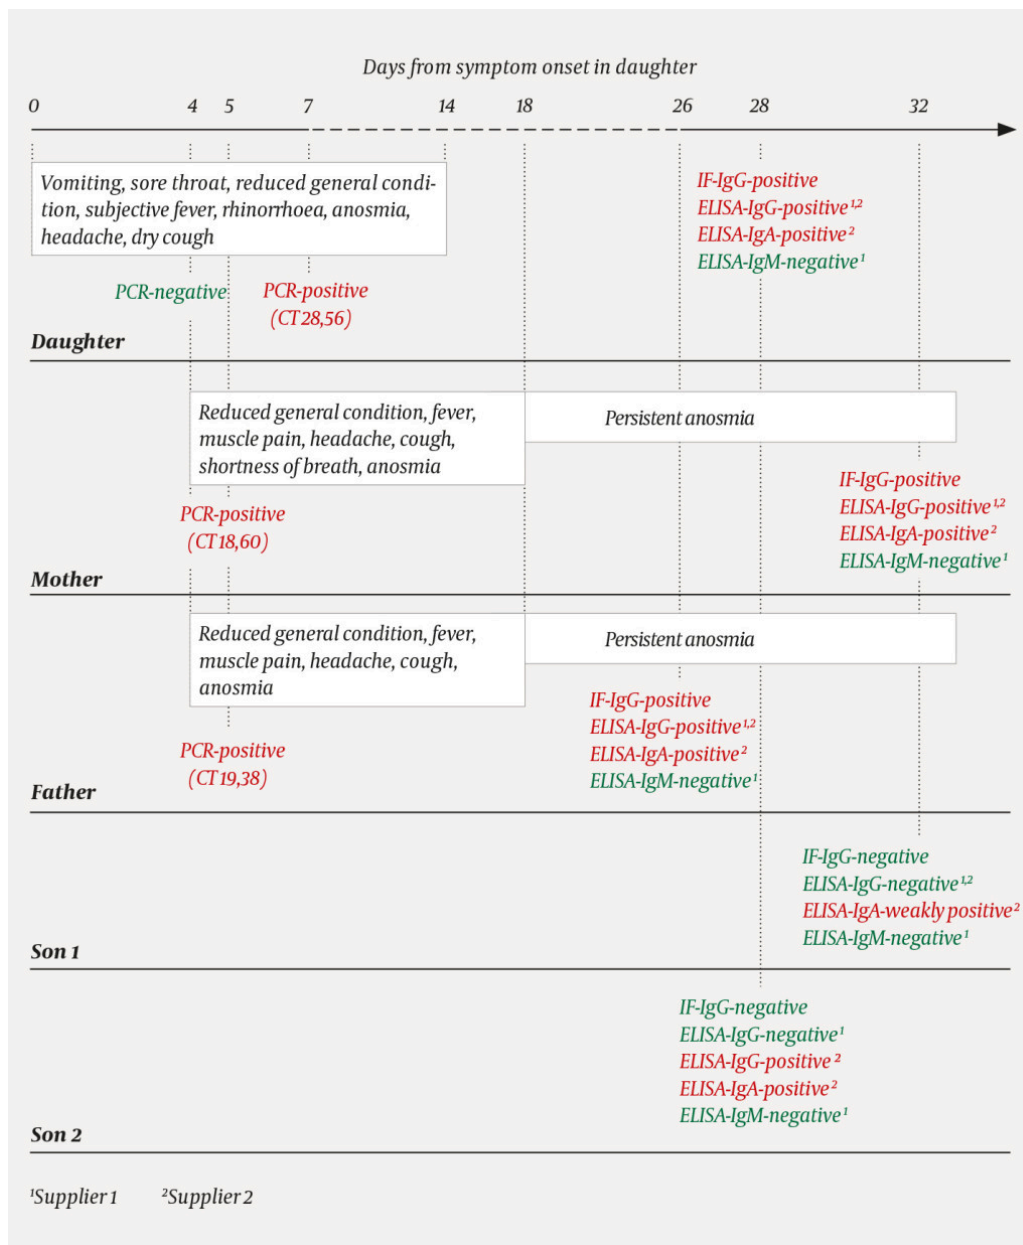 Days from symptom onset in daughter
0 4 5 7 14 18 26 28 32
Vomiting, sore throat, reduced general condi-
tion, subjective fever, rhinorrhoea, anosmia,
headache, dry cough
IF-IgG-positive
ELISA-IgG-positive¹,²
ELISA-IgA-positive²
ELISA-IgM-negative¹
PCR-negative
PCR-positive
(CT 28,56)
Daughter
Reduced general condition, fever,
muscle pain, headache, cough,
shortness of breath, anosmia
Persistent anosmia
PCR-positive
(CT 18,60)
IF-IgG-positive
ELISA-IgG-positive¹,²
ELISA-IgA-positive²
ELISA-IgM-negative¹
Mother
Reduced general condition, fever,
muscle pain, headache, cough,
anosmia
Persistent anosmia
PCR-positive
(CT 19,38)
IF-IgG-positive
ELISA-IgG-positive¹,²
ELISA-IgA-positive²
ELISA-IgM-negative¹
Father
IF-IgG-negative
ELISA-IgG-negative¹,²
ELISA-IgA-weakly positive²
ELISA-IgM-negative¹
Son 1
IF-IgG-negative
ELISA-IgG-negative¹
ELISA-IgG-positive²
ELISA-IgA-positive²
ELISA-IgM-negative¹
Son 2
¹Supplier 1 ²Supplier 2